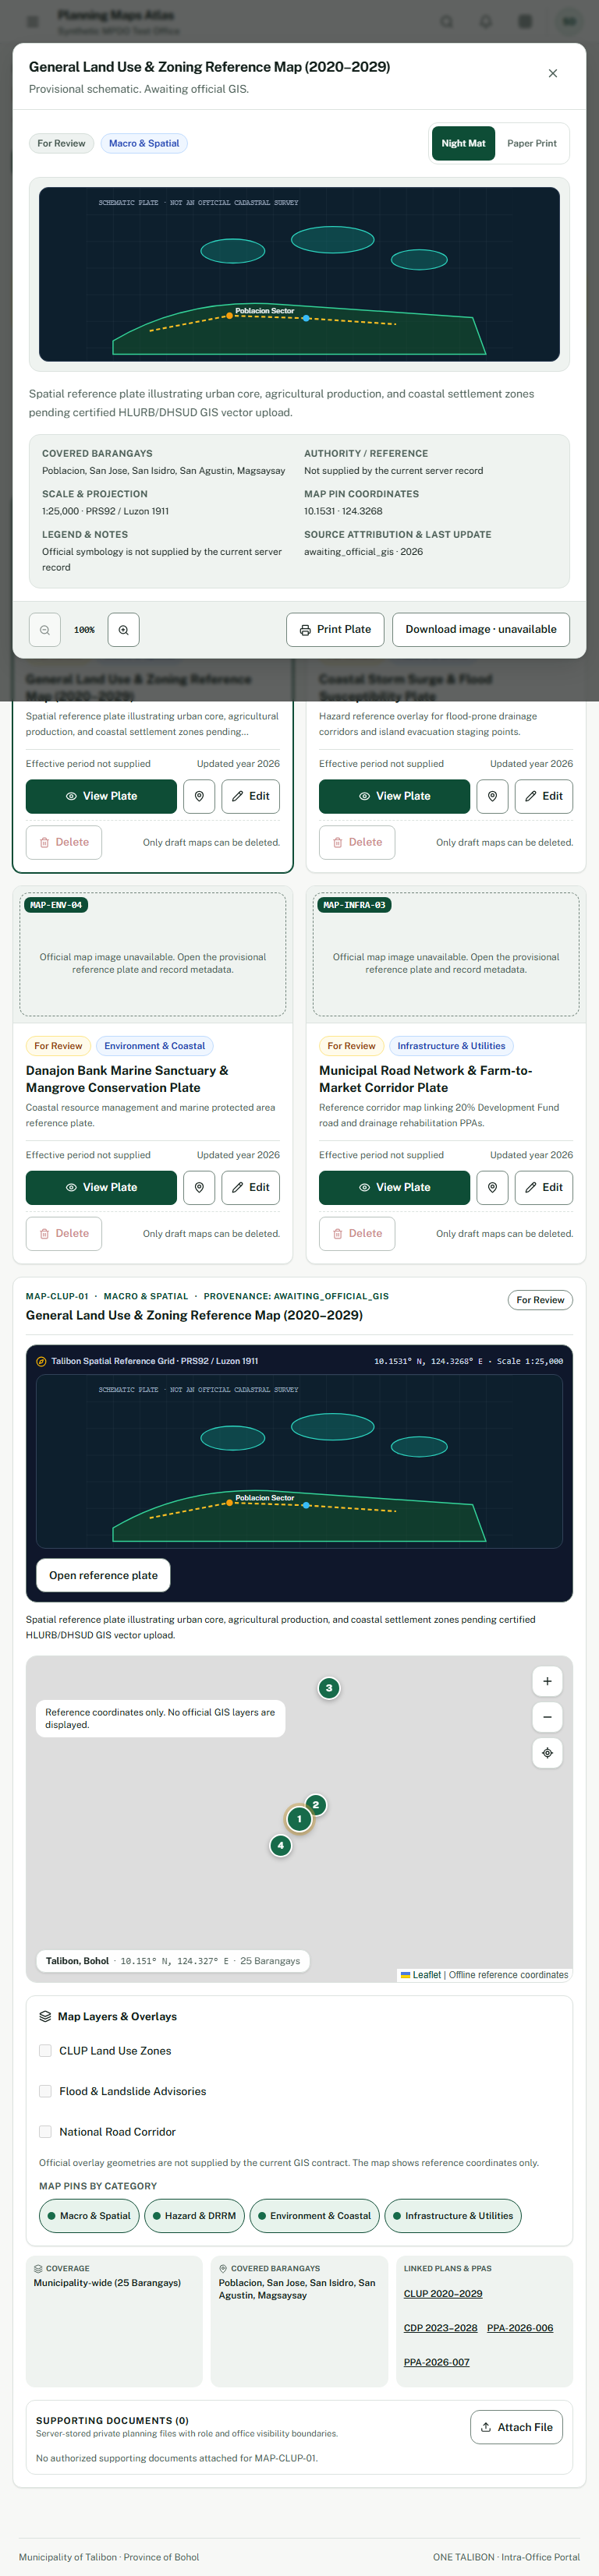 Planning Maps Atlas
Synthetic MPDO Test Office
General Land Use & Zoning Reference Map (2020–2029)
Provisional schematic. Awaiting official GIS.
For Review
Macro & Spatial
Night Mat
Paper Print
SCHEMATIC PLATE · NOT AN OFFICIAL CADASTRAL SURVEY
Poblacion Sector
Spatial reference plate illustrating urban core, agricultural production, and coastal settlement zones
pending certified HLURB/DHSUD GIS vector upload.
COVERED BARANGAYS
Poblacion, San Jose, San Isidro, San Agustin, Magsaysay
AUTHORITY / REFERENCE
Not supplied by the current server record
SCALE & PROJECTION
1:25,000 · PRS92 / Luzon 1911
MAP PIN COORDINATES
10.1531 · 124.3268
LEGEND & NOTES
Official symbology is not supplied by the current server
record
SOURCE ATTRIBUTION & LAST UPDATE
awaiting_official_gis · 2026
100%
Print Plate
Download image · unavailable
General Land Use & Zoning Reference
Map (2020–2029)
Spatial reference plate illustrating urban core, agricultural
production, and coastal settlement zones pending...
Effective period not supplied
Updated year 2026
View Plate
Edit
Delete
Only draft maps can be deleted.
Coastal Storm Surge & Flood
Susceptibility Plate
Hazard reference overlay for flood-prone drainage
corridors and island evacuation staging points.
Effective period not supplied
Updated year 2026
View Plate
Edit
Delete
Only draft maps can be deleted.
MAP-ENV-04
Official map image unavailable. Open the provisional
reference plate and record metadata.
For Review
Environment & Coastal
Danajon Bank Marine Sanctuary &
Mangrove Conservation Plate
Coastal resource management and marine protected area
reference plate.
Effective period not supplied
Updated year 2026
View Plate
Edit
Delete
Only draft maps can be deleted.
MAP-INFRA-03
Official map image unavailable. Open the provisional
reference plate and record metadata.
For Review
Infrastructure & Utilities
Municipal Road Network & Farm-to-
Market Corridor Plate
Reference corridor map linking 20% Development Fund
road and drainage rehabilitation PPAs.
Effective period not supplied
Updated year 2026
View Plate
Edit
Delete
Only draft maps can be deleted.
MAP-CLUP-01 · MACRO & SPATIAL · PROVENANCE: AWAITING_OFFICIAL_GIS
General Land Use & Zoning Reference Map (2020–2029)
For Review
Talibon Spatial Reference Grid · PRS92 / Luzon 1911
10.1531° N, 124.3268° E · Scale 1:25,000
SCHEMATIC PLATE · NOT AN OFFICIAL CADASTRAL SURVEY
Poblacion Sector
Open reference plate
Spatial reference plate illustrating urban core, agricultural production, and coastal settlement zones pending certified
HLURB/DHSUD GIS vector upload.
3
+
Reference coordinates only. No official GIS layers are
displayed.
−
2
1
4
Talibon, Bohol · 10.151° N, 124.327° E · 25 Barangays
Leaflet | Offline reference coordinates
Map Layers & Overlays
CLUP Land Use Zones
Flood & Landslide Advisories
National Road Corridor
Official overlay geometries are not supplied by the current GIS contract. The map shows reference coordinates only.
MAP PINS BY CATEGORY
Macro & Spatial
Hazard & DRRM
Environment & Coastal
Infrastructure & Utilities
COVERAGE
Municipality-wide (25 Barangays)
COVERED BARANGAYS
Poblacion, San Jose, San Isidro, San
Agustin, Magsaysay
LINKED PLANS & PPAS
CLUP 2020–2029
CDP 2023–2028 PPA-2026-006
PPA-2026-007
SUPPORTING DOCUMENTS (0)
Server-stored private planning files with role and office visibility boundaries.
Attach File
No authorized supporting documents attached for MAP-CLUP-01.
Municipality of Talibon · Province of Bohol
ONE TALIBON · Intra-Office Portal